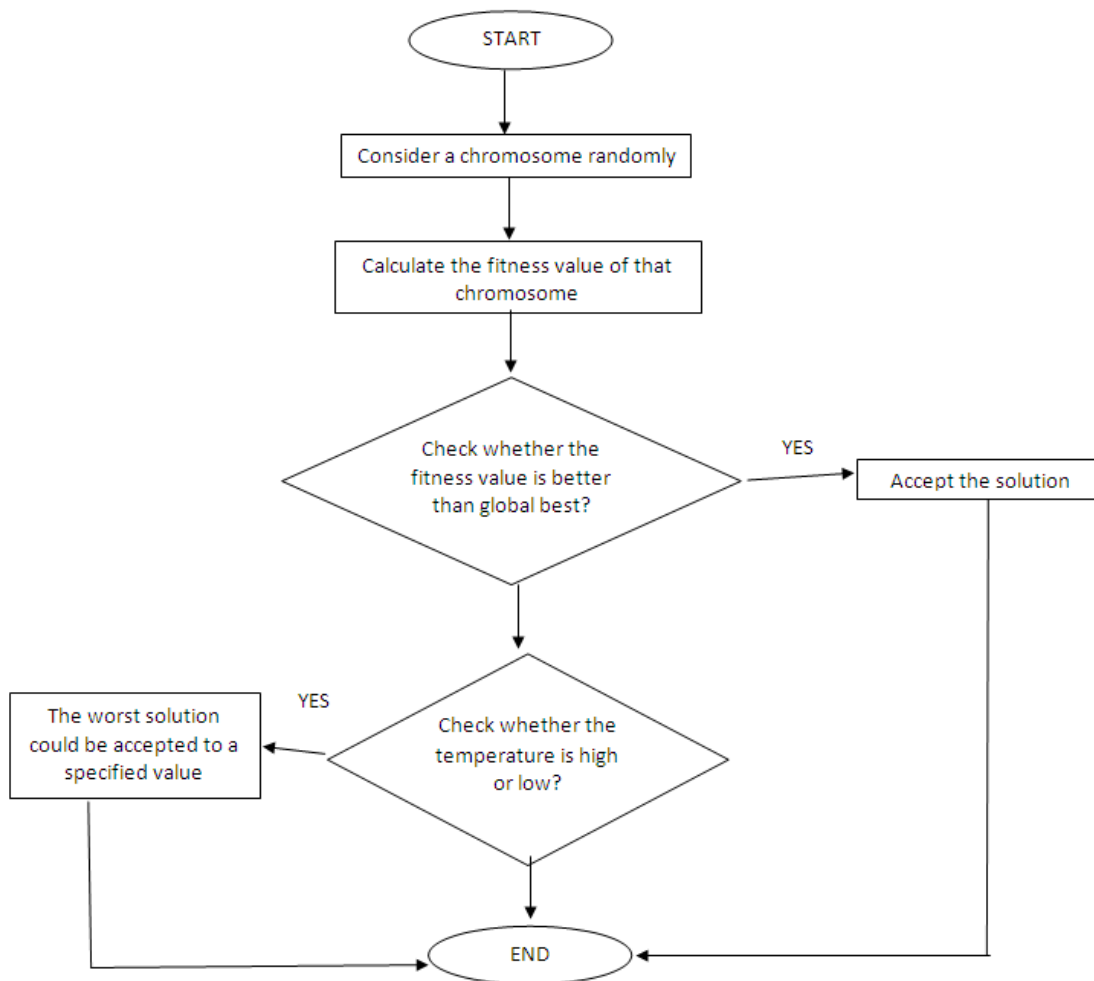 START
Consider a chromosome randomly
Calculate the fitness value of that
chromosome
Check whether the
fitness value is better
than global best?
YES
Accept the solution
YES
The worst solution
could be accepted to a
specified value
Check whether the
temperature is high
or low?
END